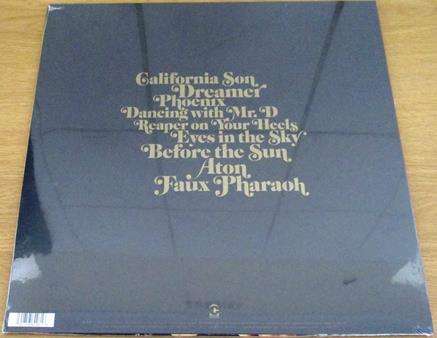 California Son
Dreamer
Phoenix
Dancing with Mr. D
Reaper on Your Heels
Eyes in the Sky
Before the Sun
Aton
Faux Pharaoh